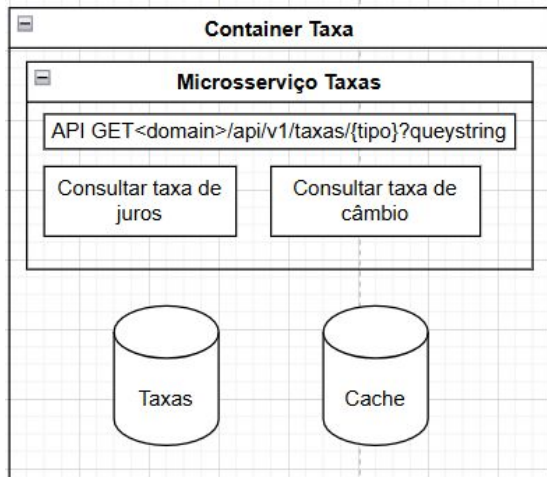 Container Taxa
Microsserviço Taxas
API GET<domain>/api/v1/taxas/{tipo}?queystring
Consultar taxa de
juros
Consultar taxa de
câmbio
Taxas
Cache